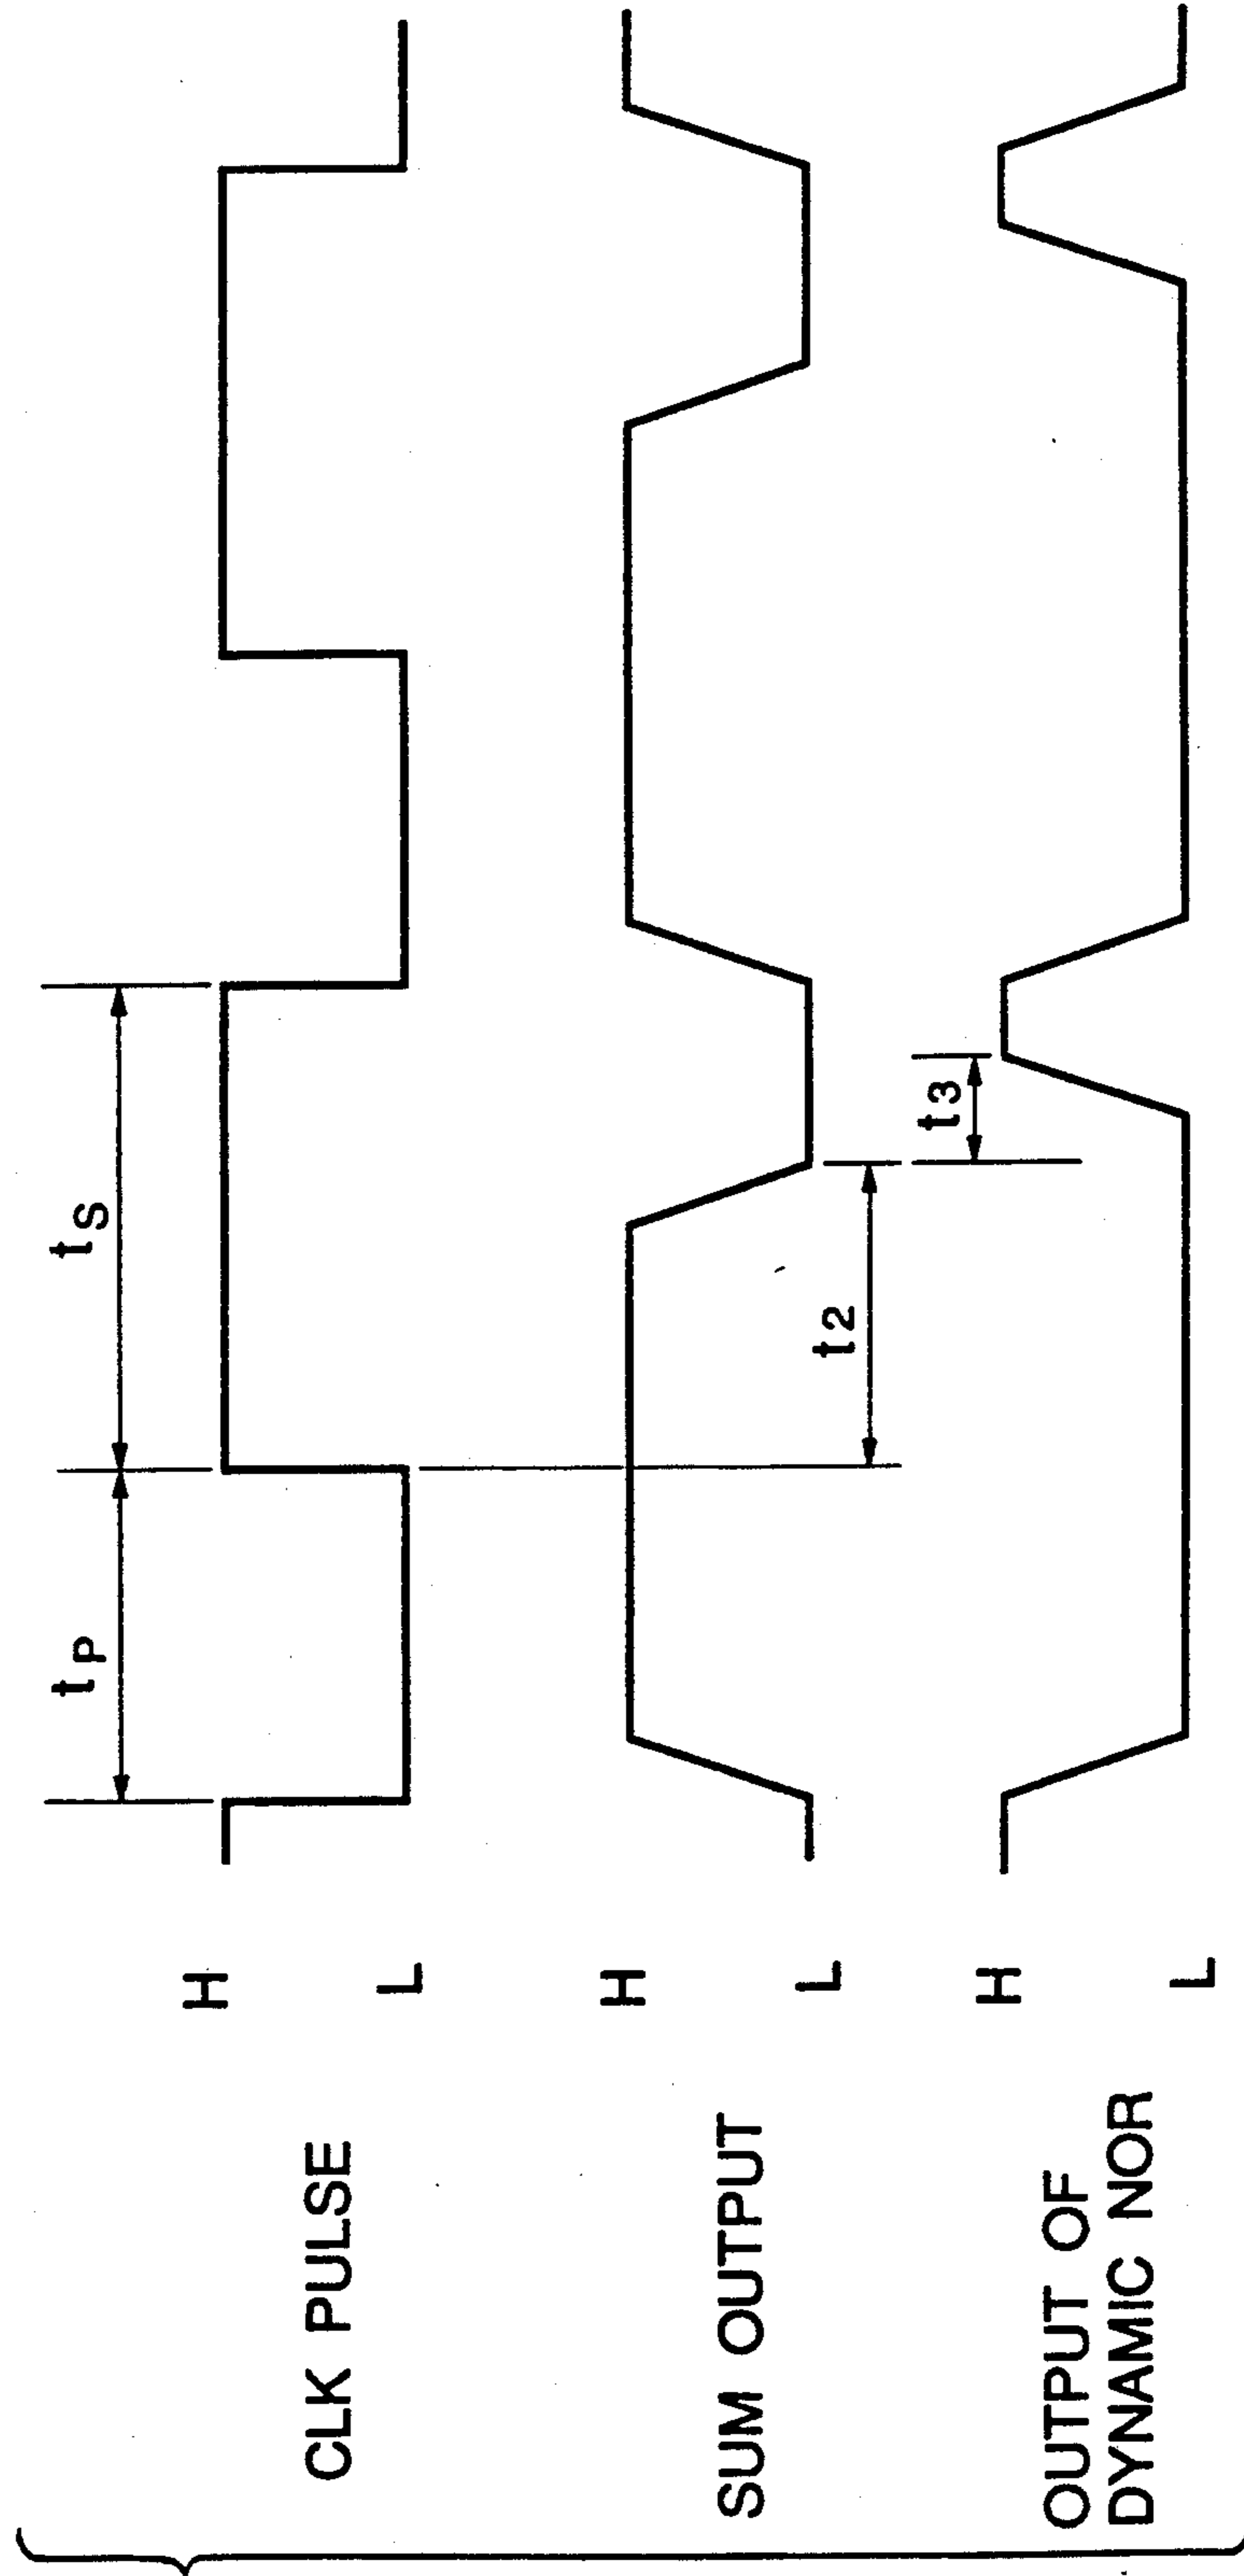 tP
tS
CLK PULSE
H
L
t2
SUM OUTPUT
H
L
t3
OUTPUT OF
DYNAMIC NOR
H
L